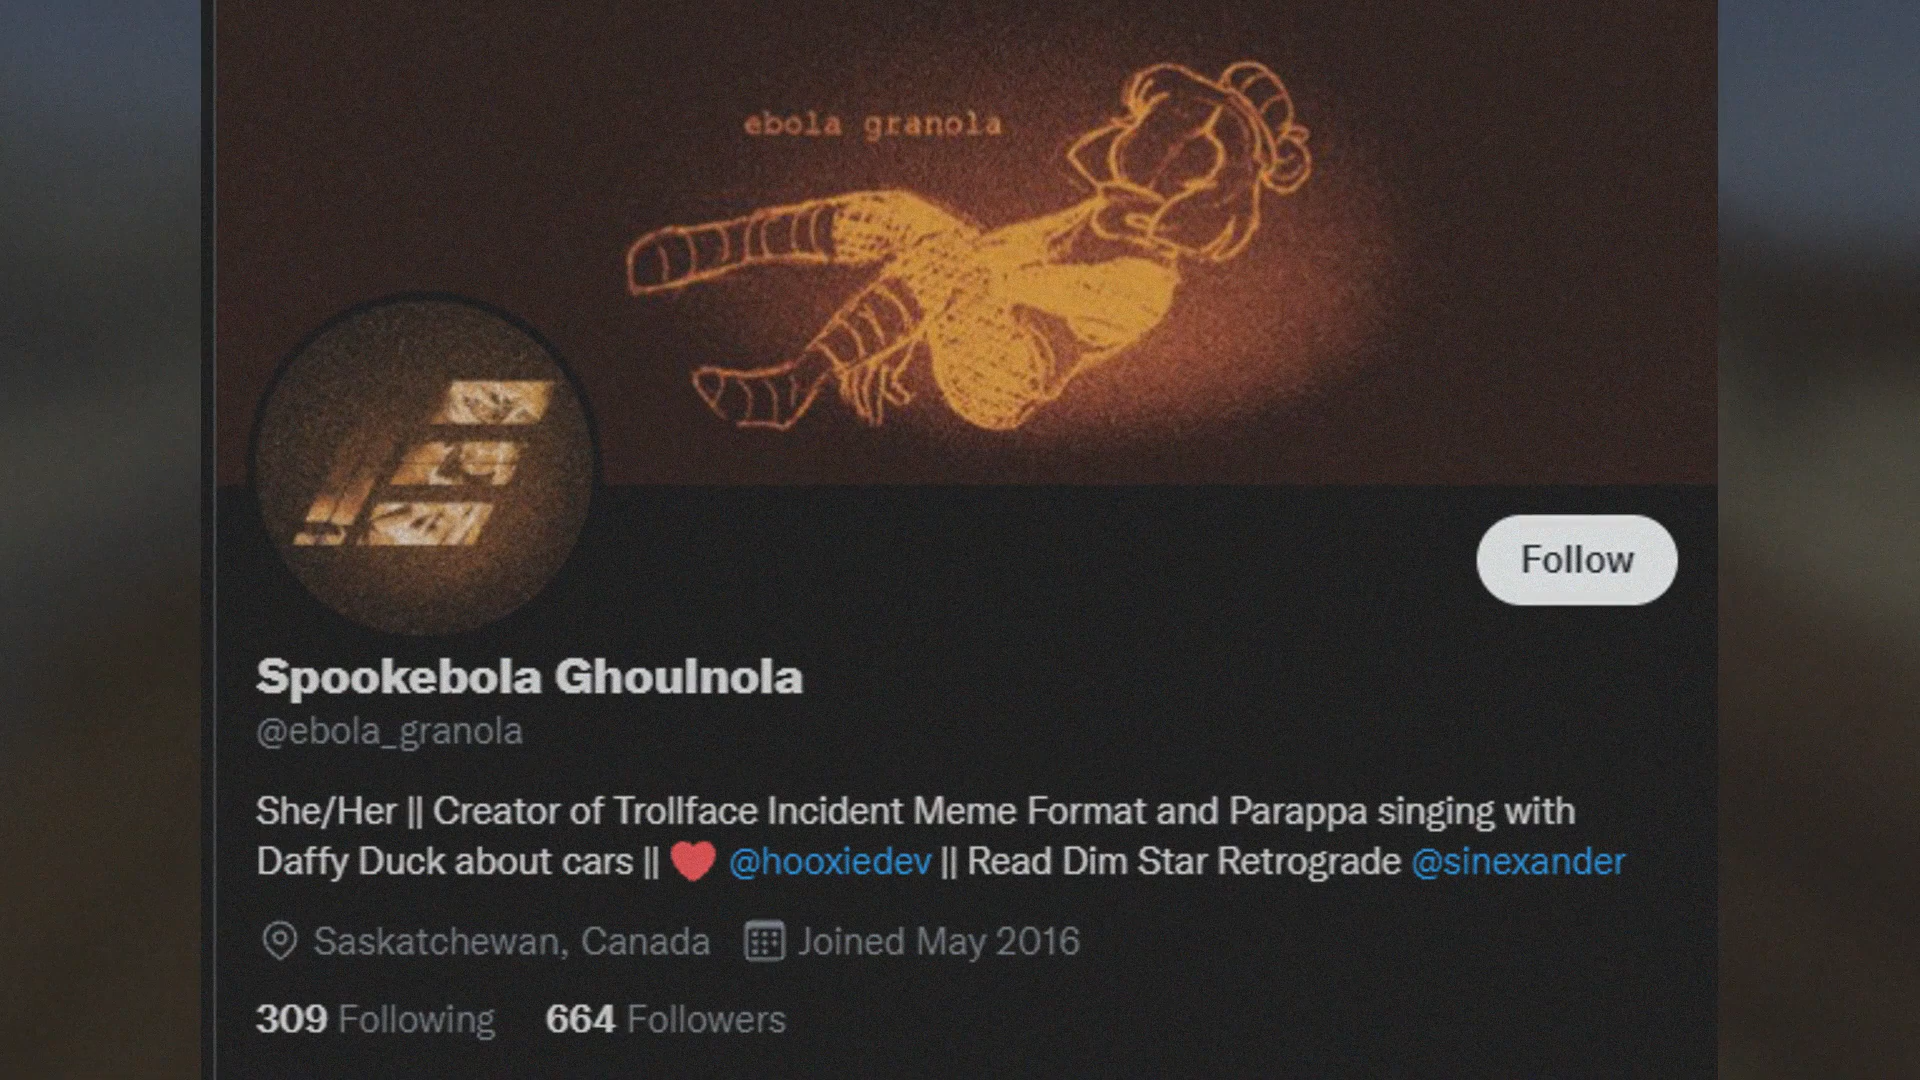 ebola granola
Follow
Spookebola Ghoulnola
@ebola_granola
She/Her || Creator of Trollface Incident Meme Format and Parappa singing with
Daffy Duck about cars || ❤️ @hooxiedev || Read Dim Star Retrograde @sinexander
Saskatchewan, Canada Joined May 2016
309 Following 664 Followers